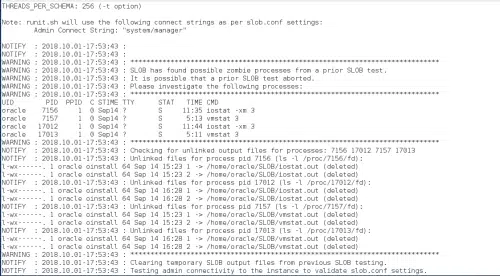 THREADS_PER_SCHEMA: 256 (-t option)
Note: runit.sh will use the following connect strings as per slob.conf settings:
Admin Connect String: "system/manager"
NOTIFY  : 2018.10.01-17:53:43 :
NOTIFY  : 2018.10.01-17:53:43 :
WARNING : 2018.10.01-17:53:43 : *****************************************************************************
WARNING : 2018.10.01-17:53:43 : SLOB has found possible zombie processes from a prior SLOB test.
WARNING : 2018.10.01-17:53:43 : It is possible that a prior SLOB test aborted.
WARNING : 2018.10.01-17:53:43 : Please investigate the following processes:
WARNING : 2018.10.01-17:53:43 : *****************************************************************************
UID        PID  PPID  C STIME TTY      STAT   TIME CMD
oracle    7156     1  0 Sep14 ?        S     11:35 iostat -xm 3
oracle    7157     1  0 Sep14 ?        S      5:13 vmstat 3
oracle   17012     1  0 Sep14 ?        S     11:44 iostat -xm 3
oracle   17013     1  0 Sep14 ?        S      5:11 vmstat 3
WARNING : 2018.10.01-17:53:43 : *****************************************************************************
NOTIFY  : 2018.10.01-17:53:43 : Checking for unlinked output files for processes: 7156 17012 7157 17013
NOTIFY  : 2018.10.01-17:53:43 : Unlinked files for process pid 7156 (ls -l /proc/7156/fd):
l-wx------. 1 oracle oinstall 64 Sep 14 15:23 1 -> /home/oracle/SLOB/iostat.out (deleted)
l-wx------. 1 oracle oinstall 64 Sep 14 15:23 2 -> /home/oracle/SLOB/iostat.out (deleted)
NOTIFY  : 2018.10.01-17:53:43 : Unlinked files for process pid 17012 (ls -l /proc/17012/fd):
l-wx------. 1 oracle oinstall 64 Sep 14 16:28 1 -> /home/oracle/SLOB/iostat.out (deleted)
l-wx------. 1 oracle oinstall 64 Sep 14 16:28 2 -> /home/oracle/SLOB/iostat.out (deleted)
NOTIFY  : 2018.10.01-17:53:43 : Unlinked files for process pid 7157 (ls -l /proc/7157/fd):
l-wx------. 1 oracle oinstall 64 Sep 14 15:23 1 -> /home/oracle/SLOB/vmstat.out (deleted)
l-wx------. 1 oracle oinstall 64 Sep 14 15:23 2 -> /home/oracle/SLOB/vmstat.out (deleted)
NOTIFY  : 2018.10.01-17:53:43 : Unlinked files for process pid 17013 (ls -l /proc/17013/fd):
l-wx------. 1 oracle oinstall 64 Sep 14 16:28 1 -> /home/oracle/SLOB/vmstat.out (deleted)
l-wx------. 1 oracle oinstall 64 Sep 14 16:28 2 -> /home/oracle/SLOB/vmstat.out (deleted)
WARNING : 2018.10.01-17:53:43 : *****************************************************************************
NOTIFY  : 2018.10.01-17:53:43 : Clearing temporary SLOB output files from previous SLOB testing.
NOTIFY  : 2018.10.01-17:53:43 : Testing admin connectivity to the instance to validate slob.conf settings.